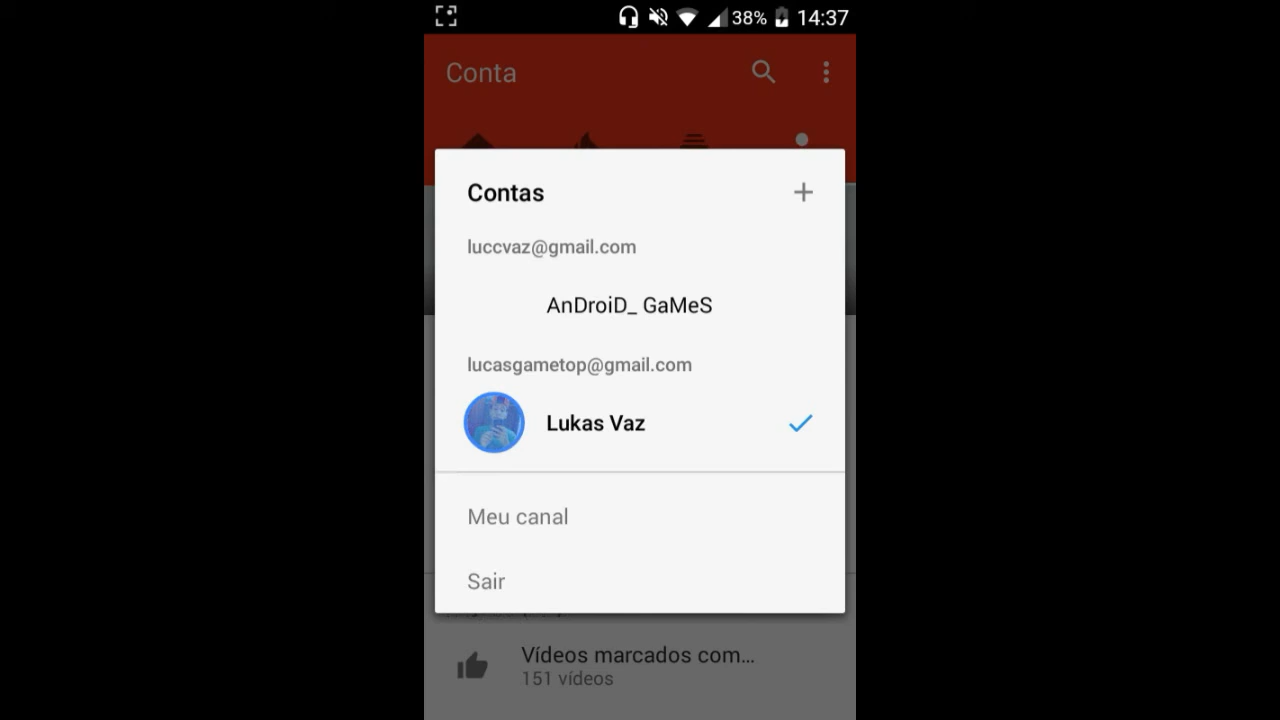 38% 14:37
Conta
Contas
luccvaz@gmail.com
AnDroiD_ GaMeS
lucasgametop@gmail.com
Lukas Vaz
Meu canal
Sair
Vídeos marcados com...
151 vídeos